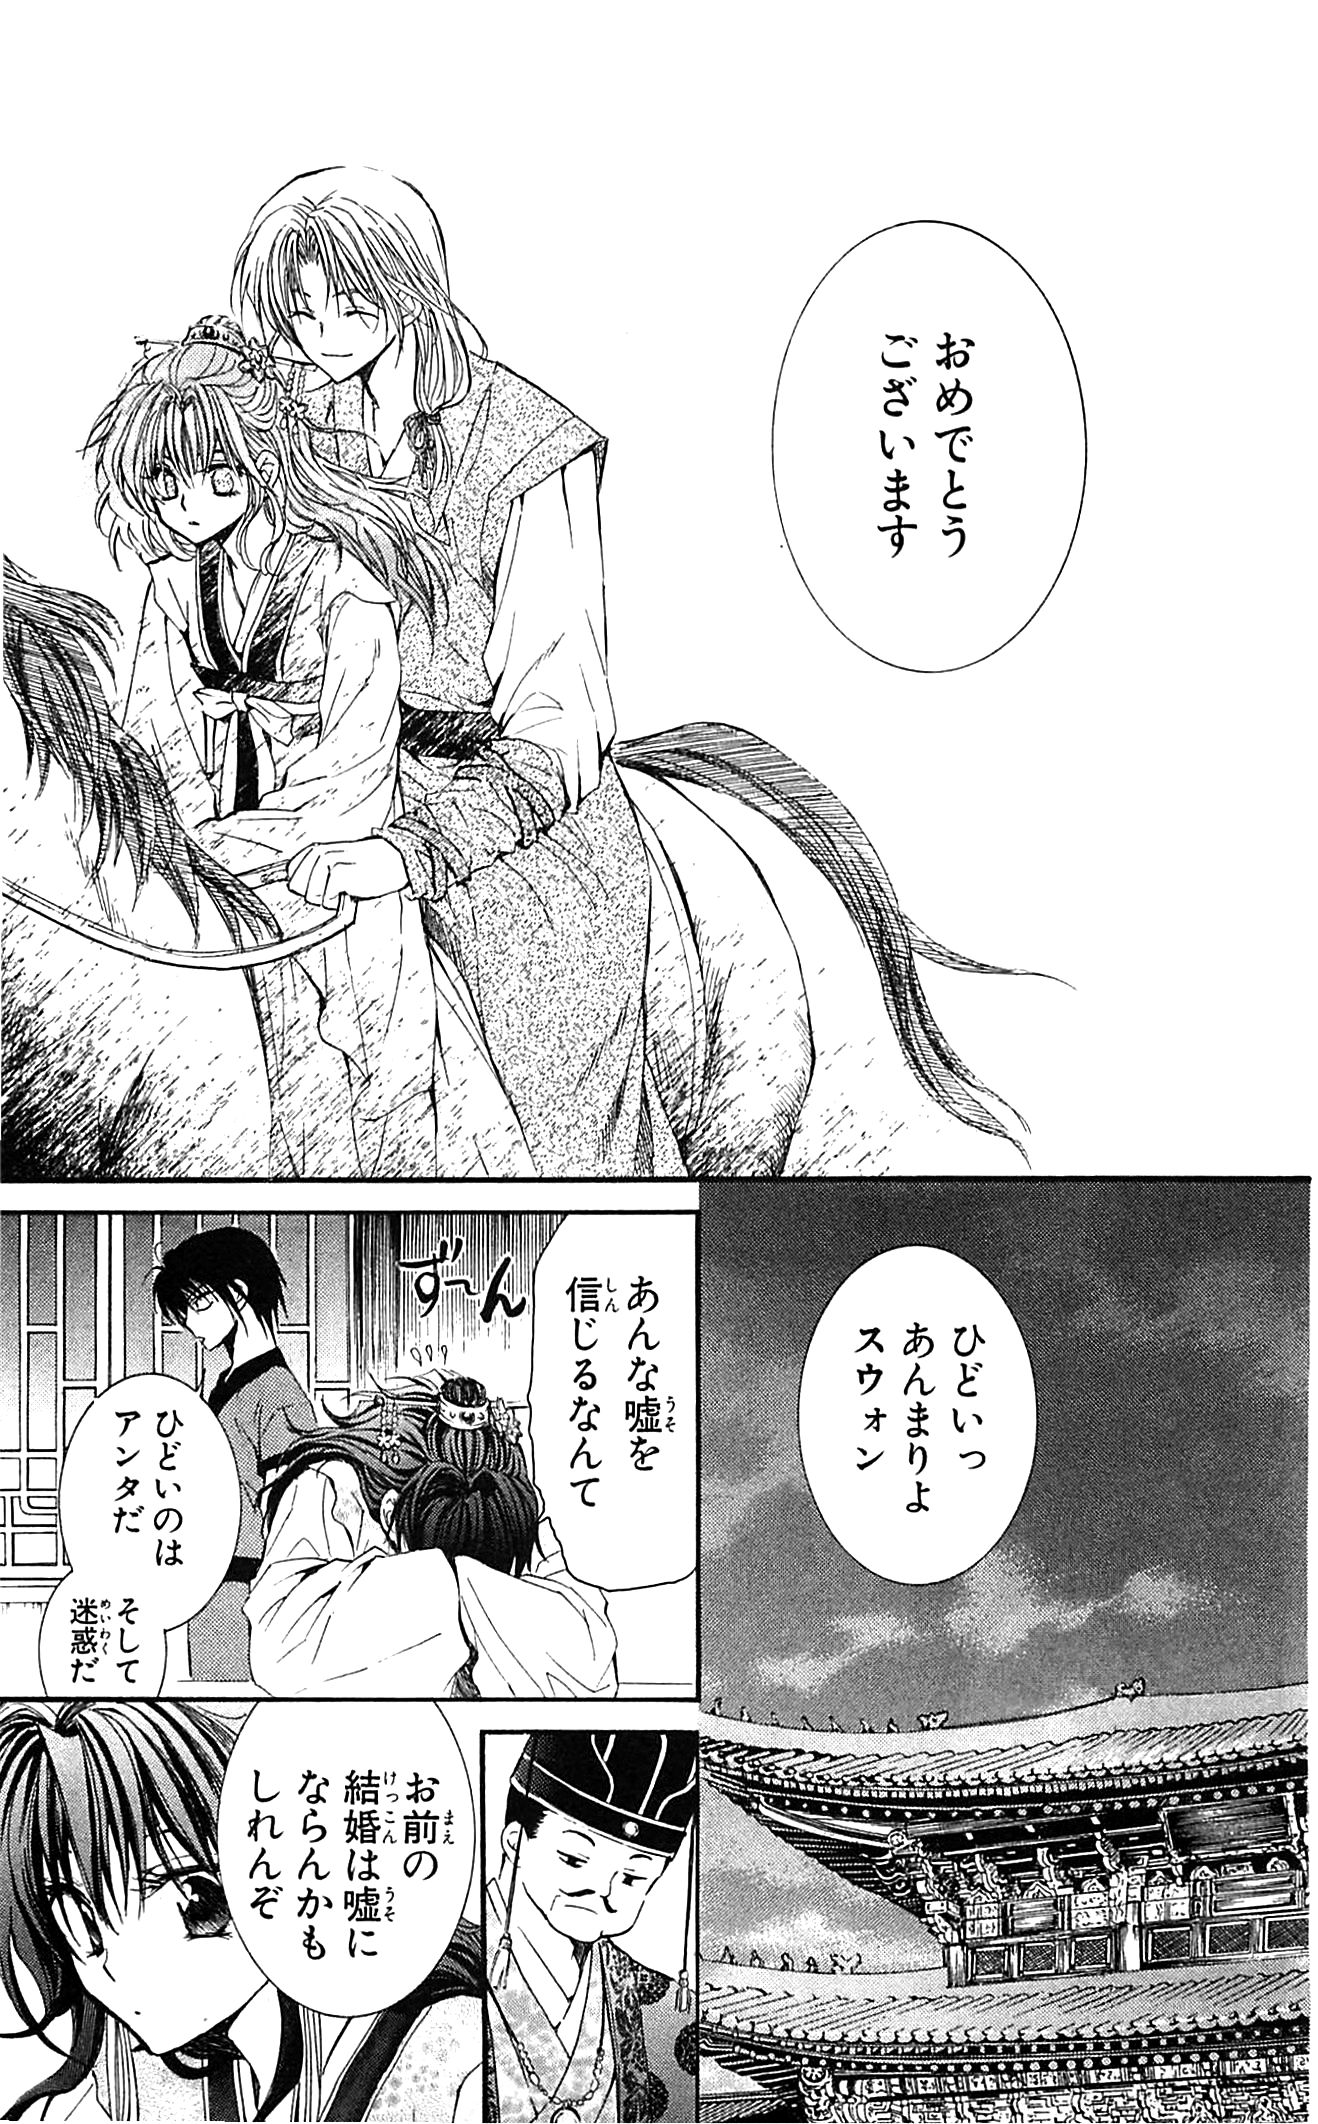 おめでとう
ございます
ひどいっ
あんまりよ
スウォン
あんな嘘を
信じるなんて
ず〜ん
ひどいのは
アンタだ
そして
迷惑だ
お前の
結婚は嘘に
ならんかも
しれんぞ